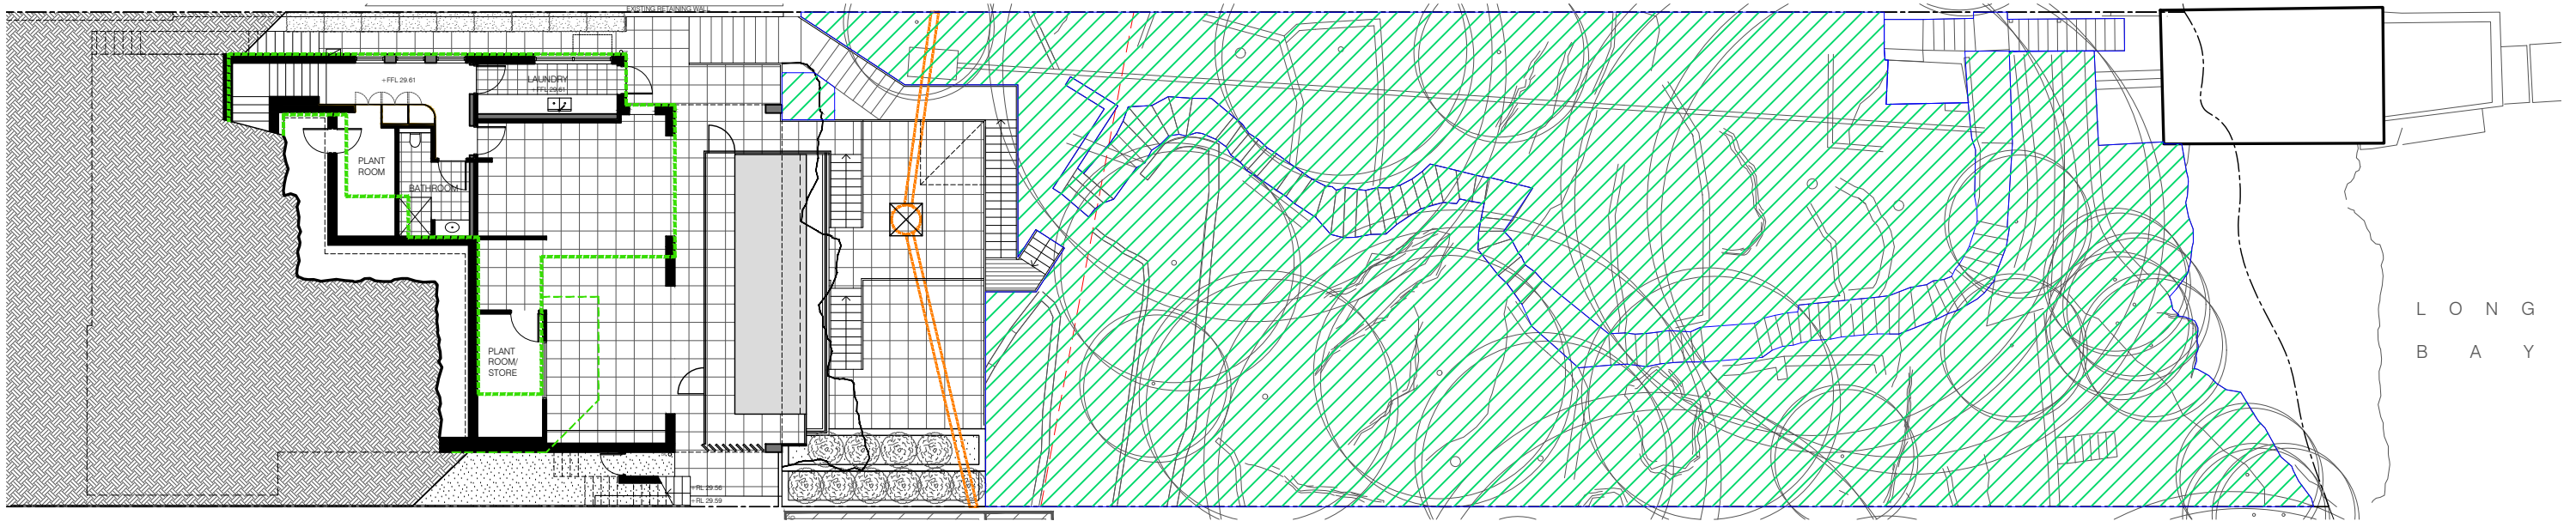 EXISTING RETAINING WALL
+FFL 29.61
LAUNDRY
+FFL 29.61
PLANT
ROOM
BATHROOM
PLANT
ROOM/
STORE
+RL 29.56
+RL 29.59
L O N G
B A Y